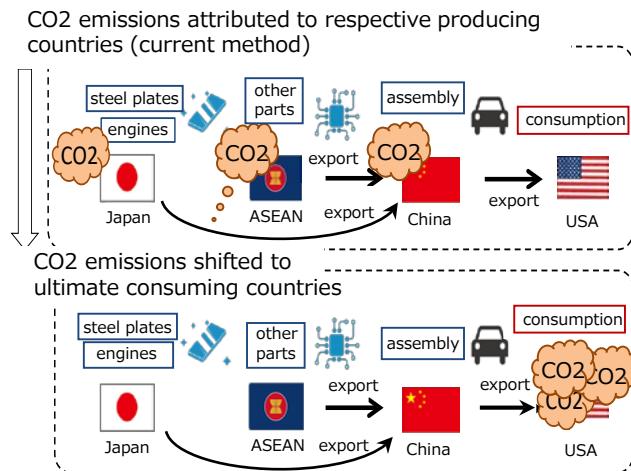 CO2 emissions attributed to respective producing
countries (current method)
steel plates
engines
other
parts
assembly
consumption
CO2
CO2
CO2
export
export
export
Japan
ASEAN
China
USA
CO2 emissions shifted to
ultimate consuming countries
steel plates
engines
other
parts
assembly
consumption
CO2
CO2
CO2
export
export
export
Japan
ASEAN
China
USA